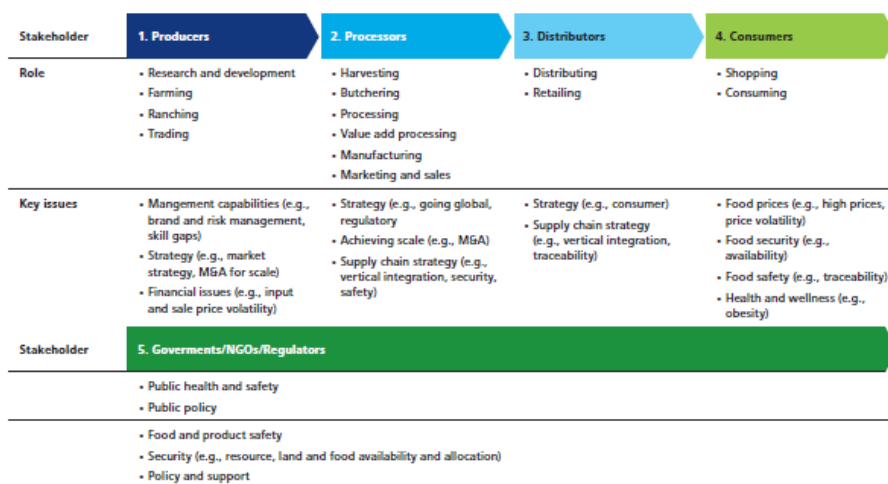 Stakeholder
1. Producers
2. Processors
3. Distributors
4. Consumers
Role
• Research and development
• Farming
• Ranching
• Trading
• Harvesting
• Butchering
• Processing
• Value add processing
• Manufacturing
• Marketing and sales
• Distributing
• Retailing
• Shopping
• Consuming
Key issues
• Mangement capabilities (e.g.,
brand and risk management,
skill gaps)
• Strategy (e.g., market
strategy, M&A for scale)
• Financial issues (e.g., input
and sale price volatility)
• Strategy (e.g., going global,
regulatory
• Achieving scale (e.g., M&A)
• Supply chain strategy (e.g.,
vertical integration, security,
safety)
• Strategy (e.g., consumer)
• Supply chain strategy
(e.g., vertical integration,
traceability)
• Food prices (e.g., high prices,
price volatility)
• Food security (e.g.,
availability)
• Food safety (e.g., traceability)
• Health and wellness (e.g.,
obesity)
Stakeholder
5. Goverments/NGOs/Regulators
• Public health and safety
• Public policy
• Food and product safety
• Security (e.g., resource, land and food availability and allocation)
• Policy and support